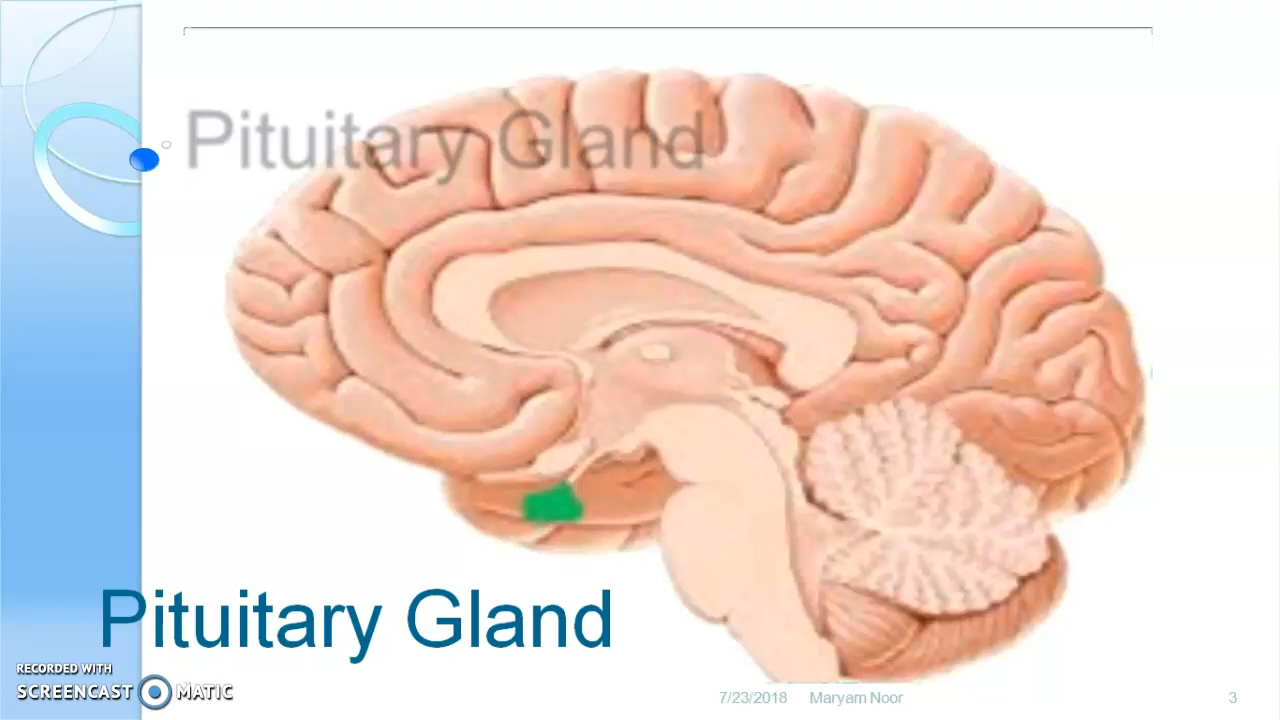 Pituitary Gland
Pituitary Gland
RECORDED WITH
SCREENCAST MATIC
7/23/2018 Maryam Noor 3